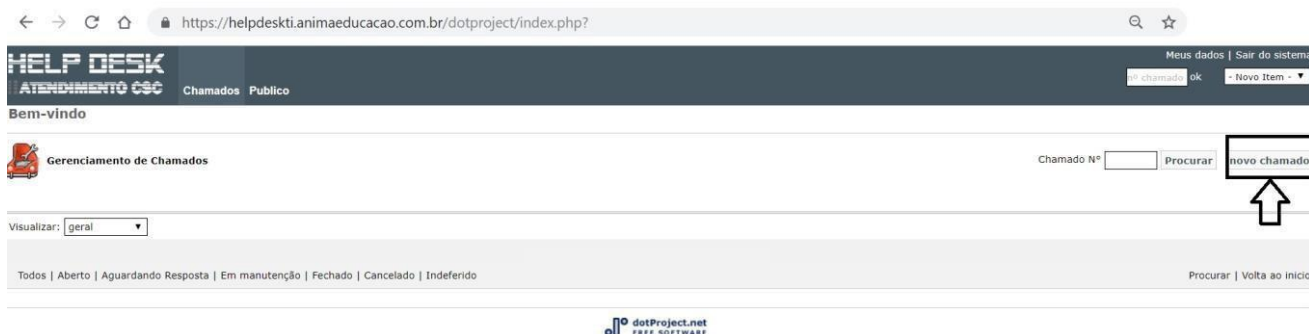 https://helpdeskti.animaeducacao.com.br/dotproject/index.php?
HELP DESK
Meus dados | Sair do sistema
nº chamado ok - Novo Item -
ATENDIMENTO CSC Chamados Publico
Bem-vindo
Gerenciamento de Chamados Chamado Nº Procurar novo chamado
Visualizar: geral
Todos | Aberto | Aguardando Resposta | Em manutenção | Fechado | Cancelado | Indeferido Procurar | Volta ao inicio
dotProject.net
FREE SOFTWARE